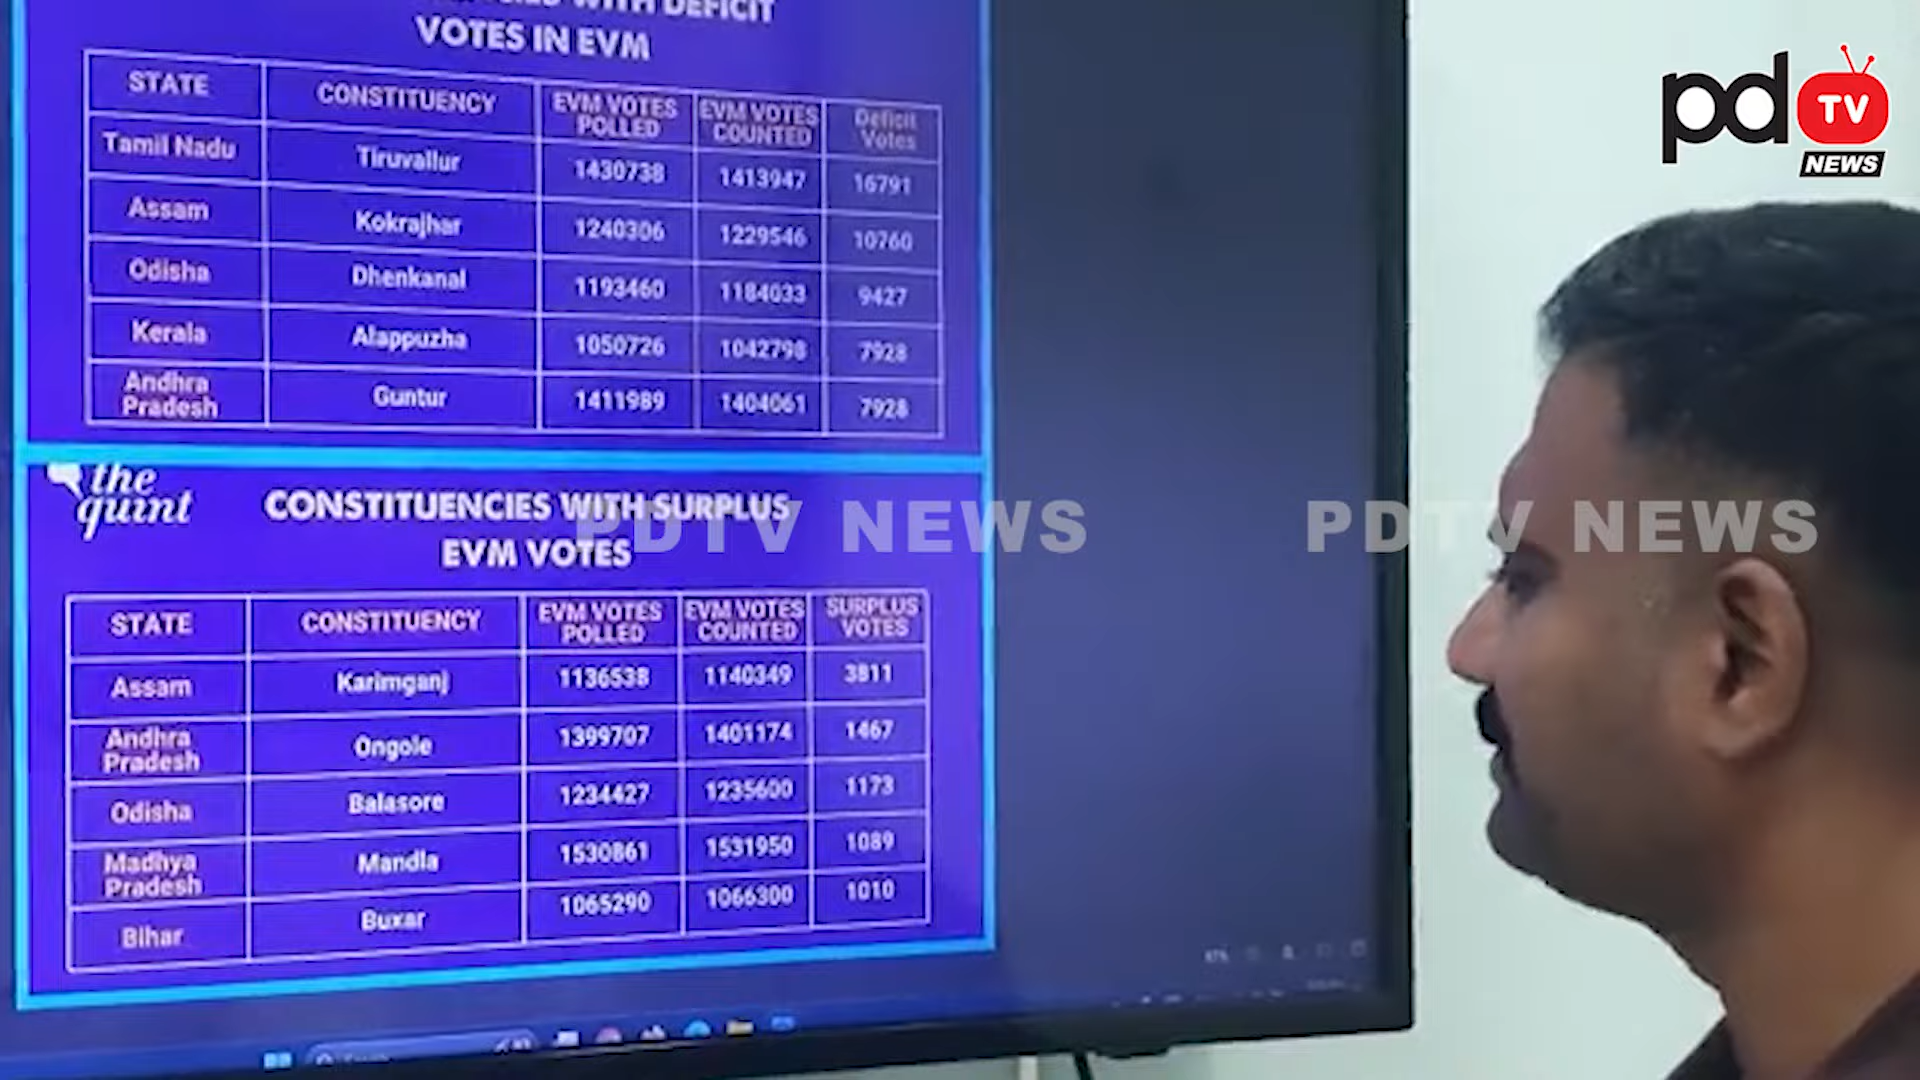 WITH DEFICIT
VOTES IN EVM
STATE CONSTITUENCY EVM VOTES POLLED EVM VOTES COUNTED Deficit Votes
Tamil Nadu Tiruvallur 1430738 1413947 16791
Assam Kokrajhar 1240306 1229546 10760
Odisha Dhenkanal 1193460 1184033 9427
Kerala Alappuzha 1050726 1042798 7928
Andhra Pradesh Guntur 1411989 1404061 7928
the quint
CONSTITUENCIES WITH SURPLUS
EVM VOTES
STATE CONSTITUENCY EVM VOTES POLLED EVM VOTES COUNTED SURPLUS VOTES
Assam Karimganj 1136538 1140349 3811
Andhra Pradesh Ongole 1399707 1401174 1467
Odisha Balasore 1234427 1235600 1173
Madhya Pradesh Mandla 1530861 1531950 1089
Bihar Buxar 1065290 1066300 1010
pd TV
NEWS
PDTV NEWS PDTV NEWS